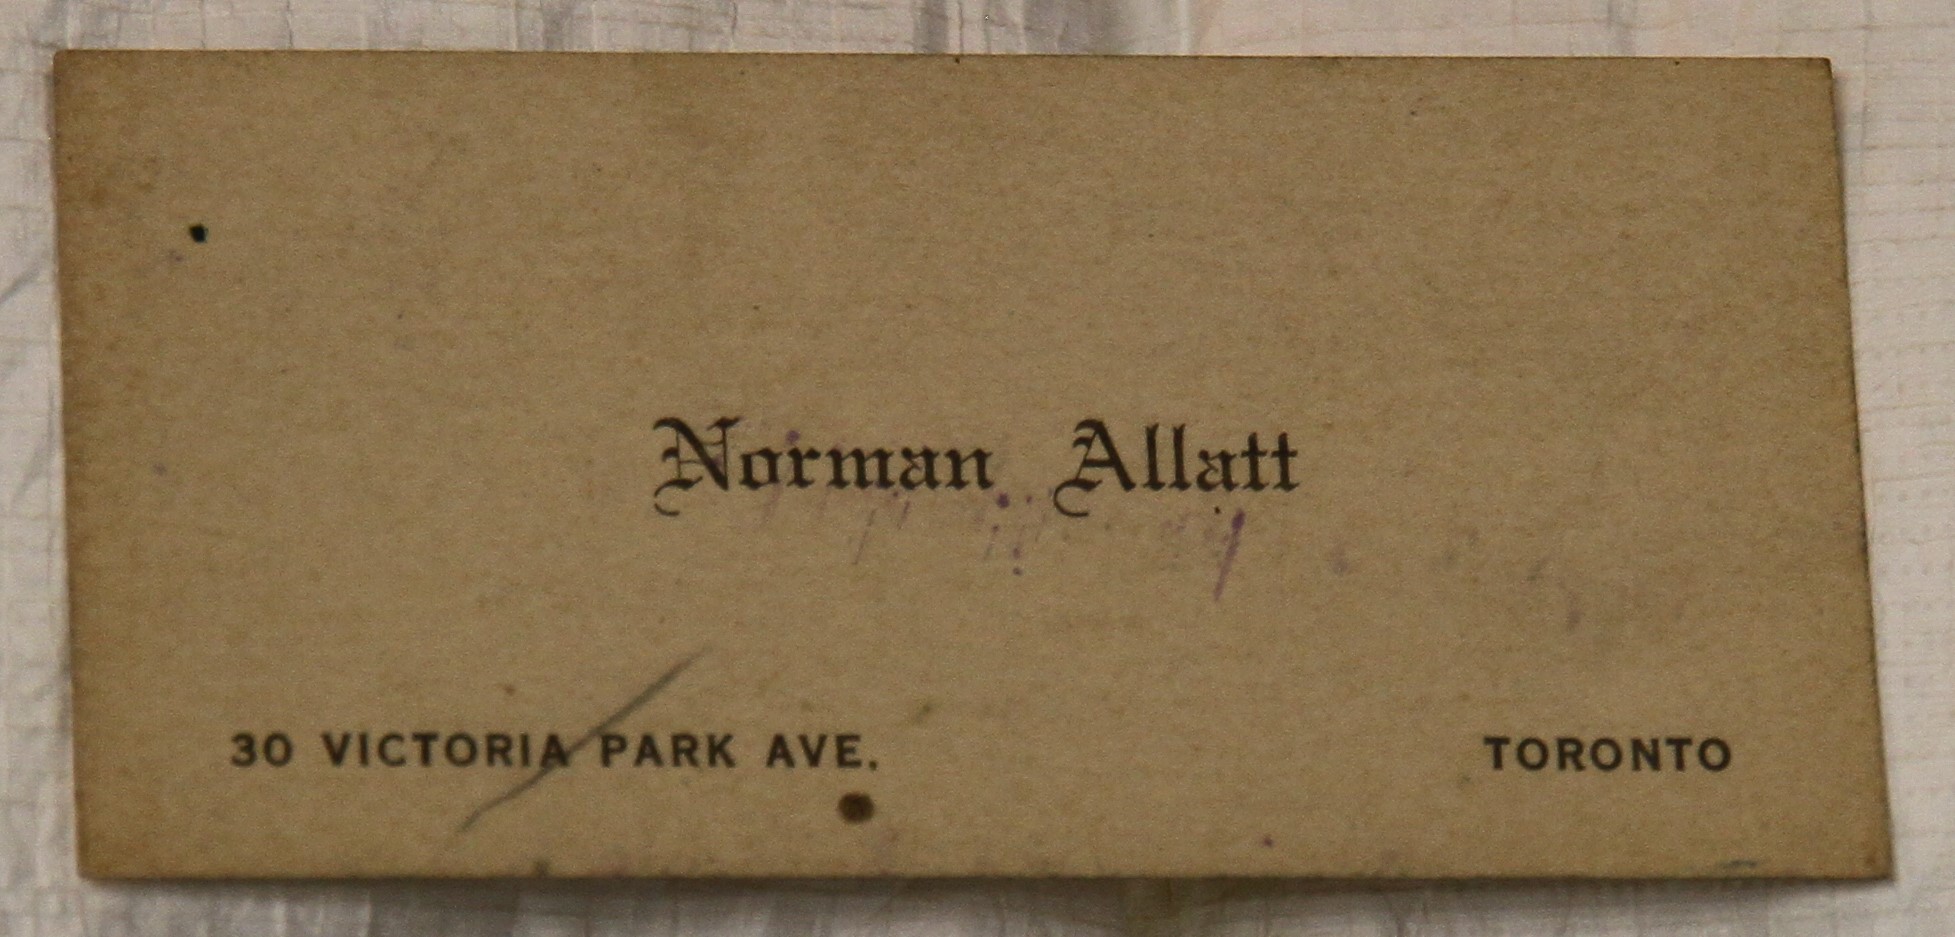 Norman Allatt
30 VICTORIA PARK AVE. TORONTO